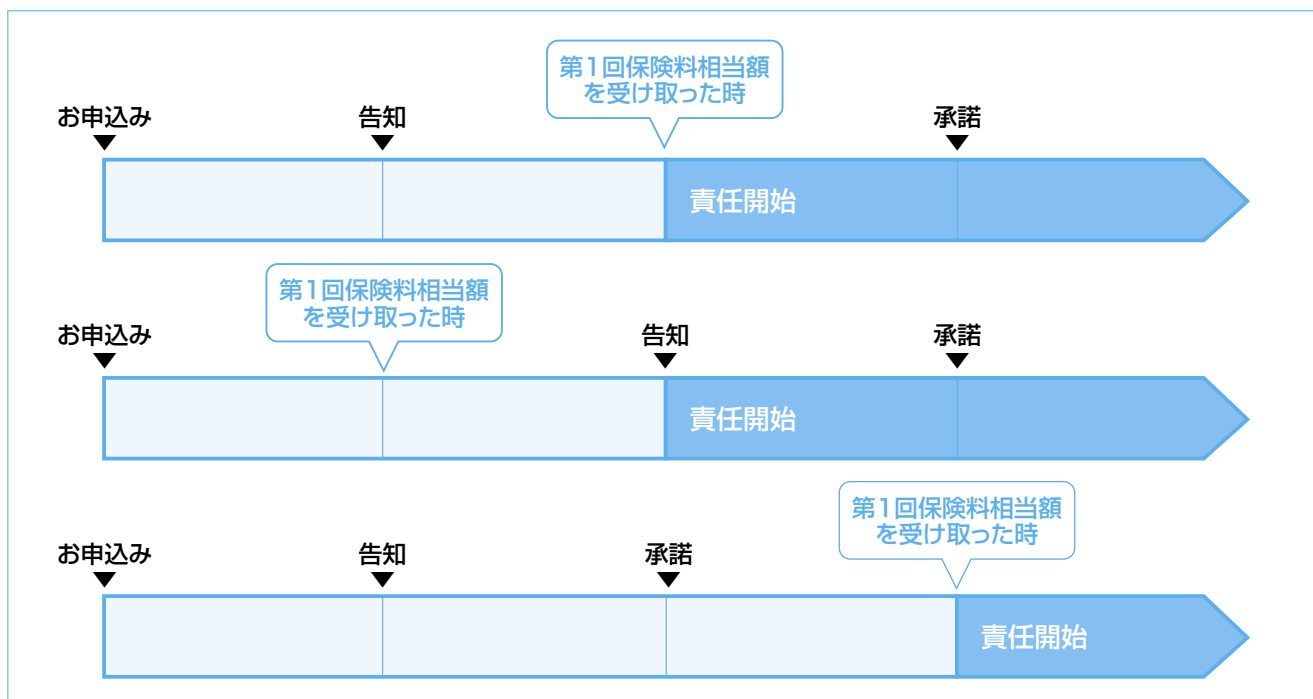 第1回保険料相当額
を受け取った時
お申込み
告知
承諾
責任開始
第1回保険料相当額
を受け取った時
お申込み
告知
承諾
責任開始
第1回保険料相当額
を受け取った時
お申込み
告知
承諾
責任開始